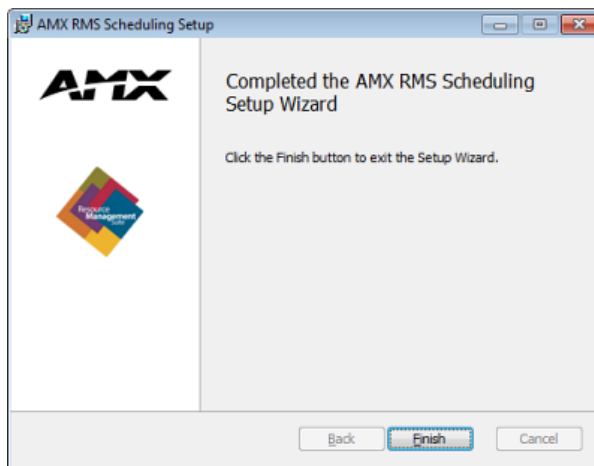 AMX RMS Scheduling Setup
AMX
Completed the AMX RMS Scheduling
Setup Wizard
Click the Finish button to exit the Setup Wizard.
Resource
Management
Suite
Back
Finish
Cancel